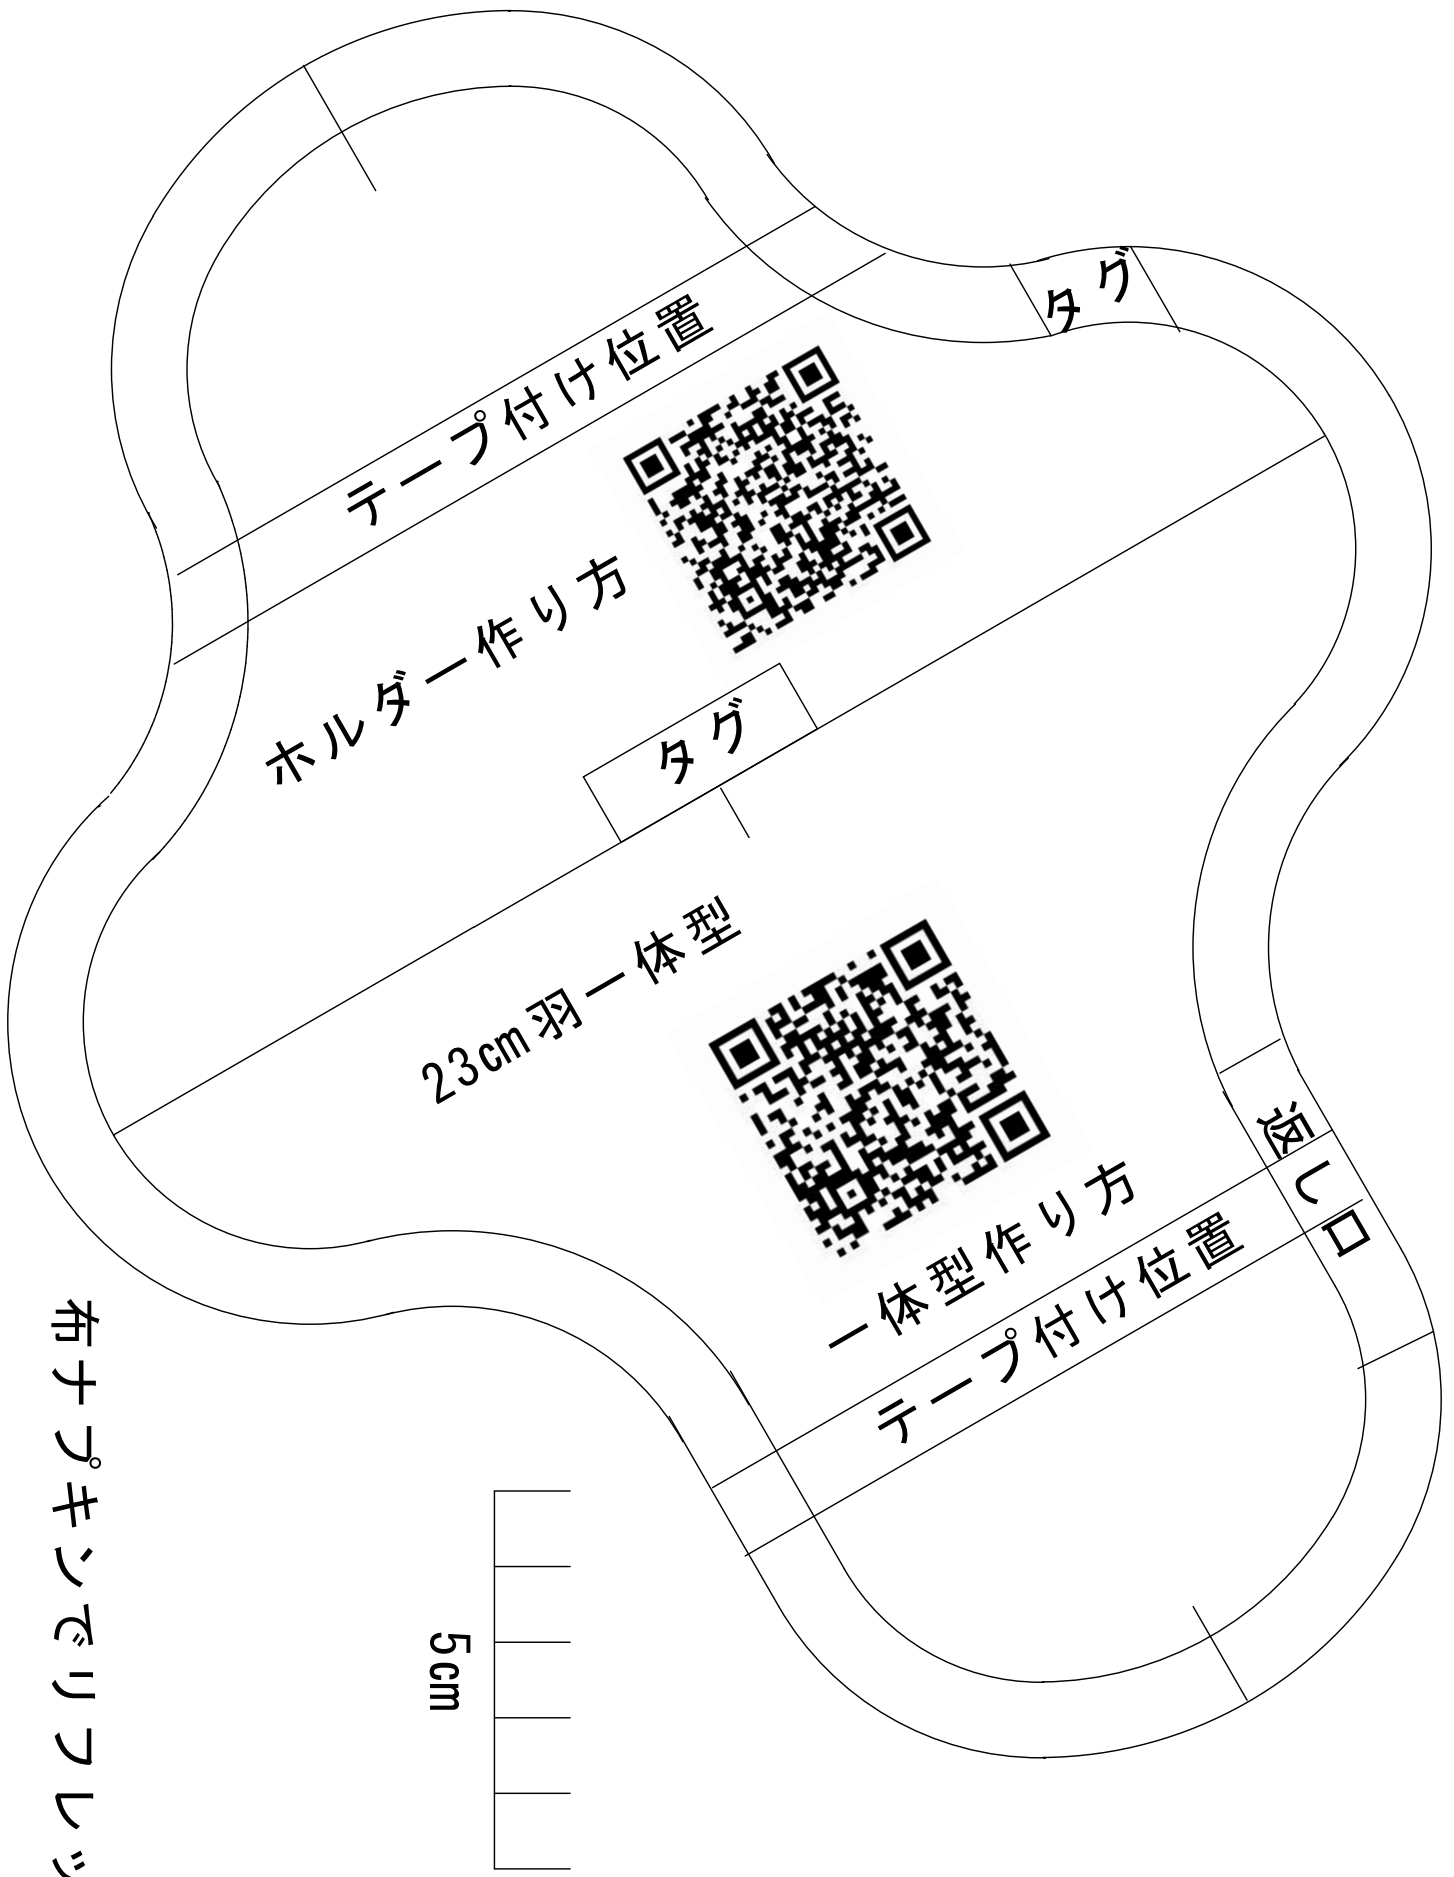 タグ
テープ付け位置
ホルダー作り方
タグ
23cm羽一体型
返し口
一体型作り方
テープ付け位置
5cm
布ナプキンでリフレッ